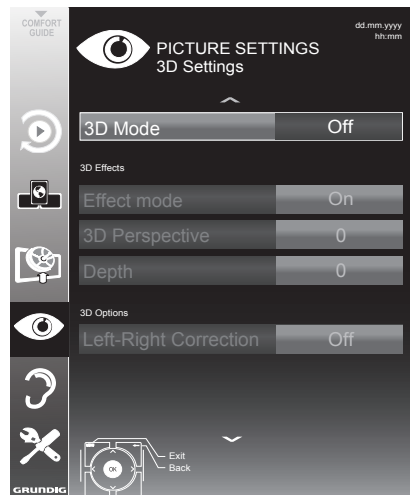 COMFORT
GUIDE
dd.mm.yyyy
hh:mm
PICTURE SETTINGS
3D Settings
3D Mode Off
3D Effects
Effect mode On
3D Perspective 0
Depth 0
3D Options
Left-Right Correction Off
Exit
Back
OK
GRUNDIG